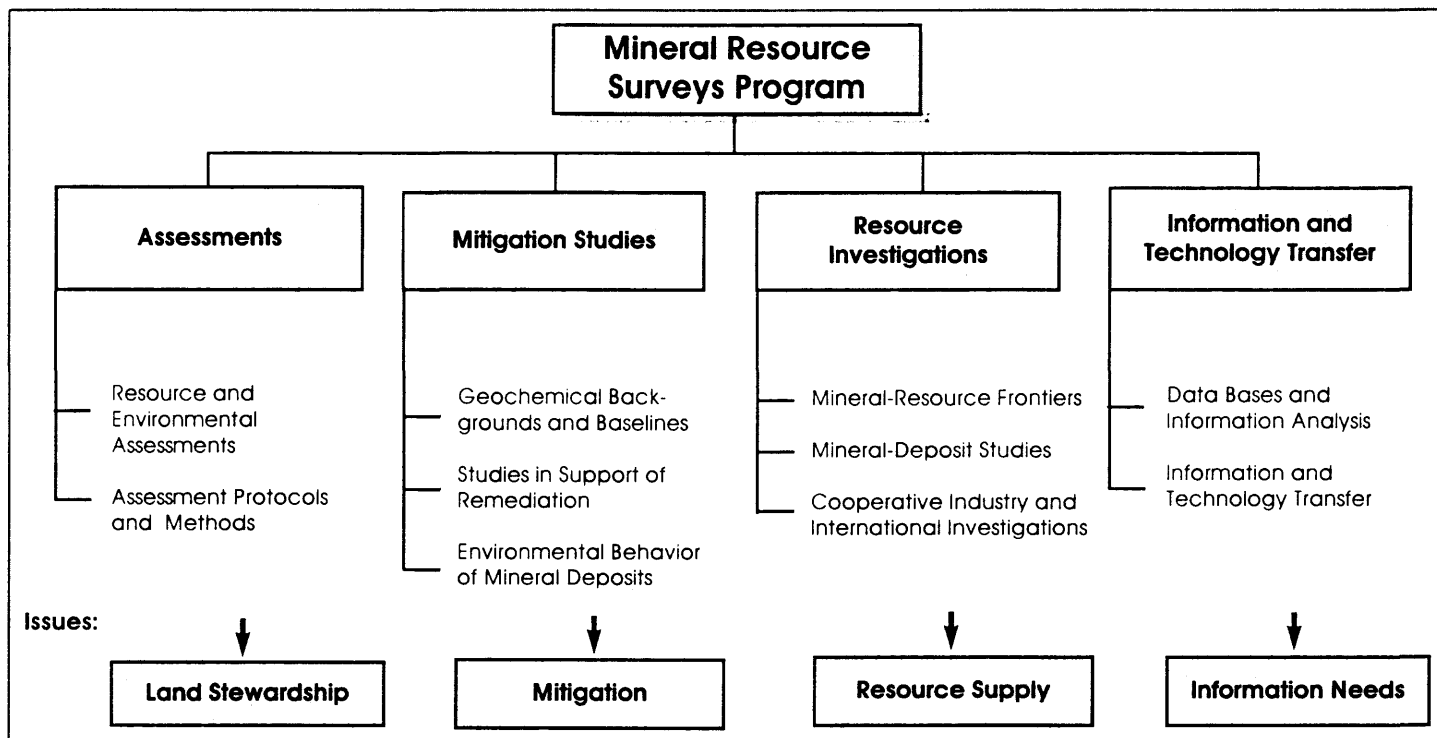 Mineral Resource
Surveys Program
Assessments
Mitigation Studies
Resource
Investigations
Information and
Technology Transfer
Resource and
Environmental
Assessments
Assessment Protocols
and Methods
Geochemical Back-
grounds and Baselines
Studies in Support of
Remediation
Environmental Behavior
of Mineral Deposits
Mineral-Resource Frontiers
Mineral-Deposit Studies
Cooperative Industry and
International Investigations
Data Bases and
Information Analysis
Information and
Technology Transfer
Issues:
Land Stewardship
Mitigation
Resource Supply
Information Needs